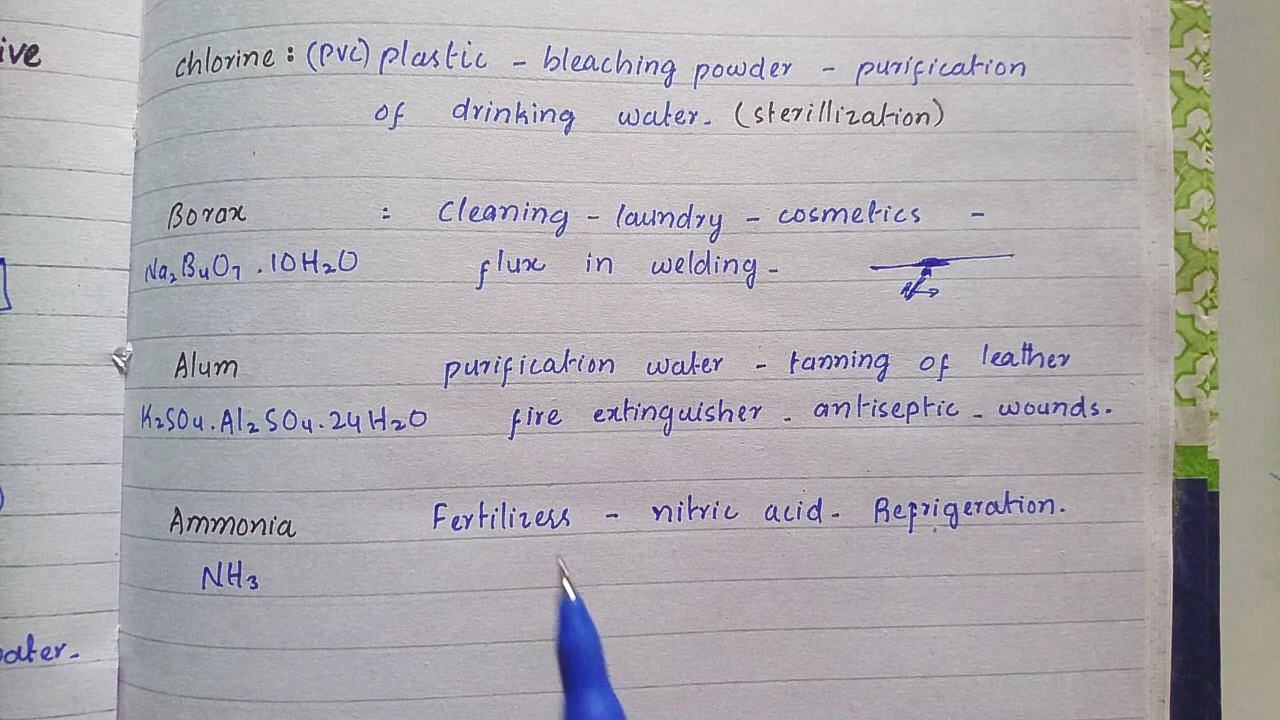 ive
chlorine : (PVC) plastic - bleaching powder - purification
of drinking water. (sterillization)
Borax : Cleaning - laundry - cosmetics -
Na₂B₄O₇ . 10H₂O flux in welding -
Alum purification water - tanning of leather
K₂SO₄.Al₂SO₄.24H₂O fire extinguisher - antiseptic - wounds.
Ammonia Fertilizers - nitric acid - Refrigeration.
NH₃
ater -